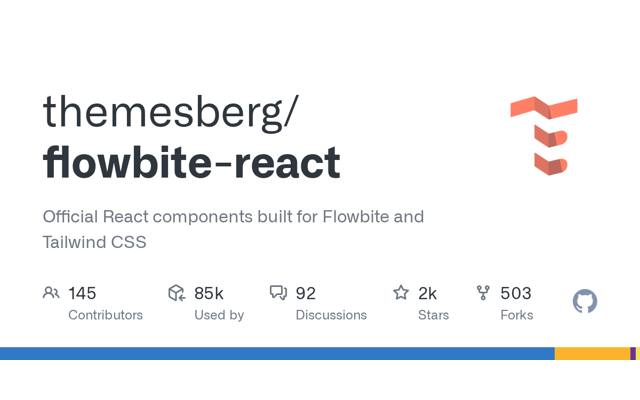 themesberg/
flowbite-react
Official React components built for Flowbite and
Tailwind CSS
145 85k 92 2k 503
Contributors Used by Discussions Stars Forks